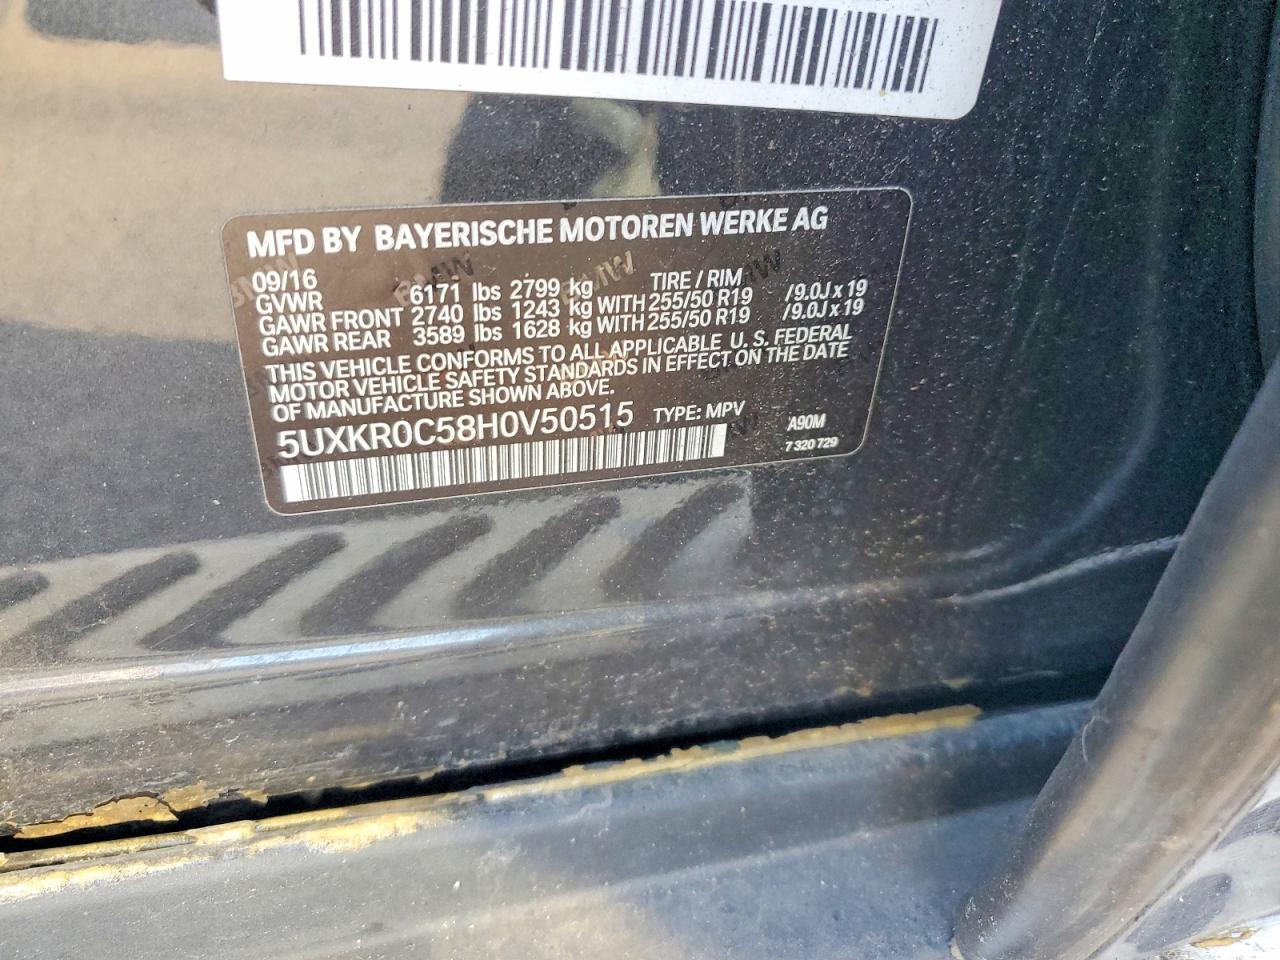 MFD BY BAYERISCHE MOTOREN WERKE AG
09/16 TIRE / RIM
GVWR 6171 lbs 2799 kg
GAWR FRONT 2740 lbs 1243 kg WITH 255/50 R19 /9.0J x 19
GAWR REAR 3589 lbs 1628 kg WITH 255/50 R19 /9.0J x 19
THIS VEHICLE CONFORMS TO ALL APPLICABLE U. S. FEDERAL
MOTOR VEHICLE SAFETY STANDARDS IN EFFECT ON THE DATE
OF MANUFACTURE SHOWN ABOVE.
5UXKR0C58H0V50515 TYPE: MPV A90M
7 320 729